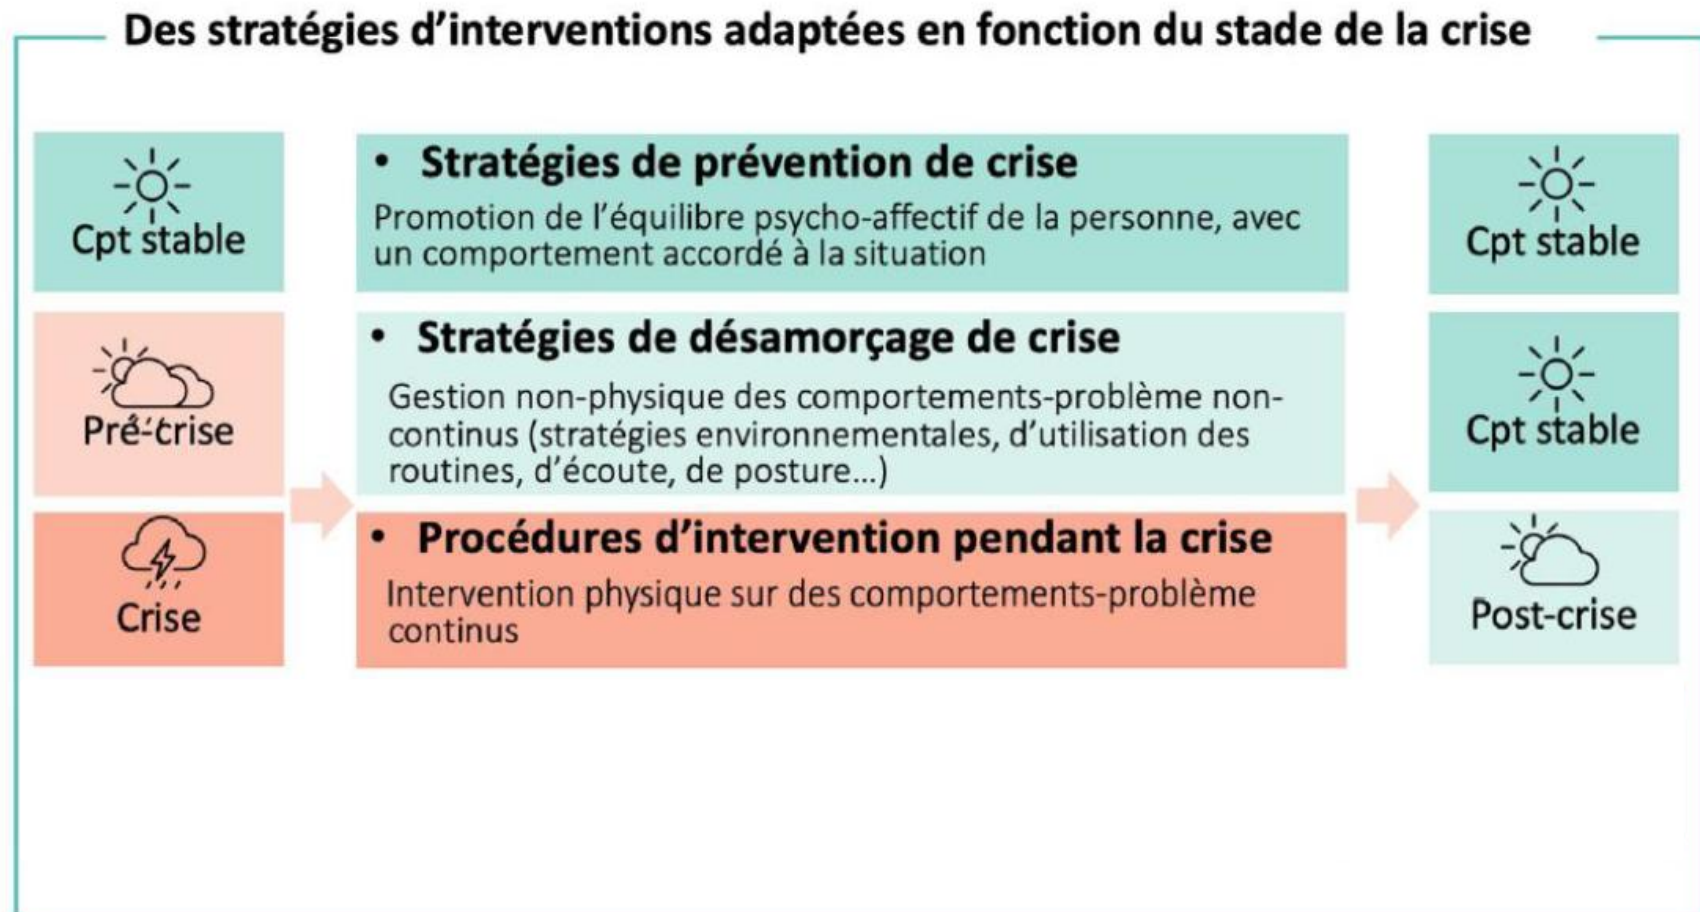 Des stratégies d'interventions adaptées en fonction du stade de la crise
Cpt stable
• Stratégies de prévention de crise
Promotion de l'équilibre psycho-affectif de la personne, avec
un comportement accordé à la situation
Cpt stable
Pré-crise
• Stratégies de désamorçage de crise
Gestion non-physique des comportements-problème non-
continus (stratégies environnementales, d'utilisation des
routines, d'écoute, de posture...)
Cpt stable
Crise
• Procédures d'intervention pendant la crise
Intervention physique sur des comportements-problème
continus
Post-crise